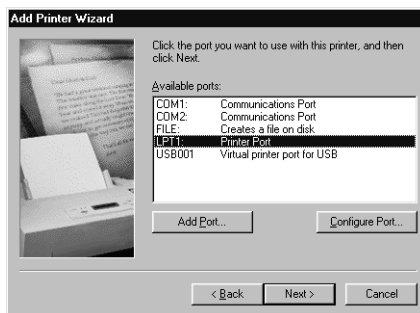 Add Printer Wizard
Click the port you want to use with this printer, and then
click Next.
Available ports:
COM1: Communications Port
COM2: Communications Port
FILE: Creates a file on disk
LPT1: Printer Port
USB001 Virtual printer port for USB
Add Port...
Configure Port...
< Back
Next >
Cancel